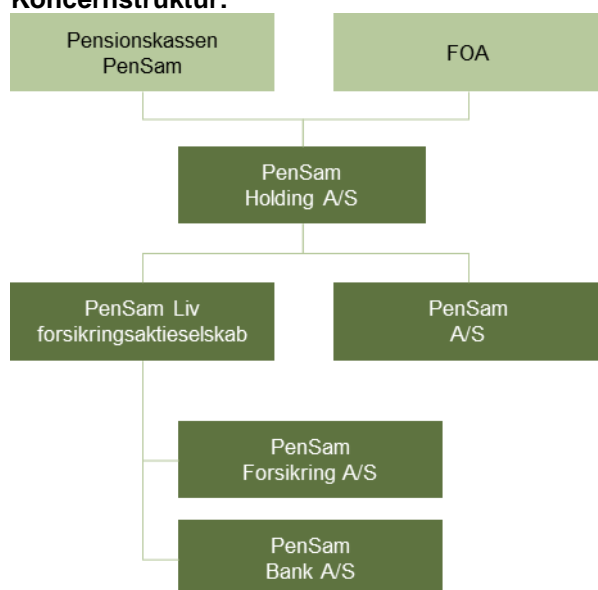 Koncernstruktur:
Pensionskassen
PenSam
FOA
PenSam
Holding A/S
PenSam Liv
forsikringsaktieselskab
PenSam
A/S
PenSam
Forsikring A/S
PenSam
Bank A/S